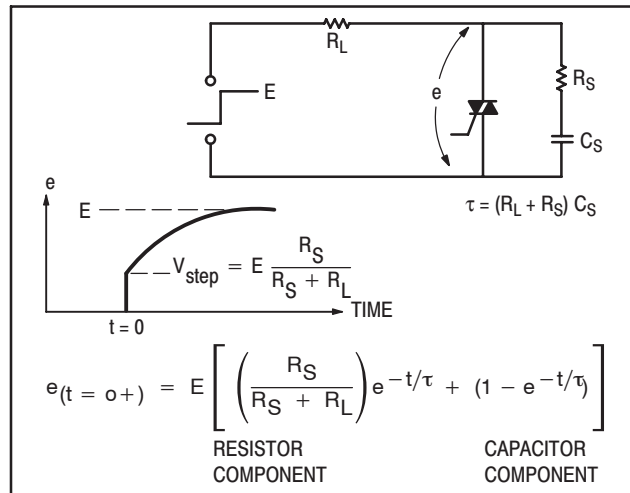 R_L
E
e
R_S
C_S
τ = (R_L + R_S) C_S
e
E
V_step = E R_S / (R_S + R_L)
TIME
t = 0
e(t = o+) = E [ ( R_S / (R_S + R_L) ) e^{−t/τ} + (1 − e^{−t/τ}) ]
RESISTOR COMPONENT
CAPACITOR COMPONENT